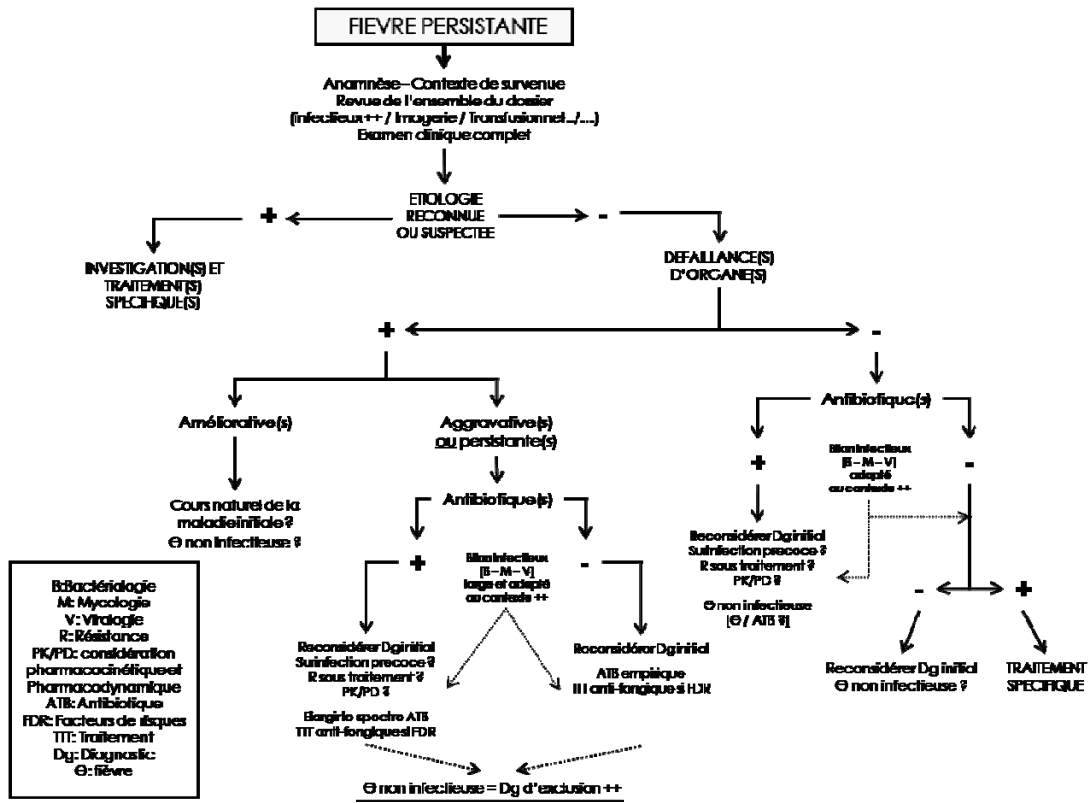 FIEVRE PERSISTANTE
Anamnèse – Contexte de survenue
Revue de l'ensemble du dossier
(infectieux ++ / Imagerie / Transfusionnel.../....)
Examen clinique complet
+
ETIOLOGIE
RECONNUE
OU SUSPECTEE
-
INVESTIGATION(S) ET
TRAITEMENT(S)
SPECIFIQUE(S)
DEFAILLANCE(S)
D'ORGANE(S)
+
-
Améliorative(s)
Aggravative(s)
ou persistante(s)
Antibiotique(s)
Cours naturel de la
maladie initiale ?
Θ non infectieuse ?
Antibiotique(s)
+
Bilan infectieux
[B – M – V]
large et adapté
au contexte ++
-
Reconsidérer Dg initial
Surinfection precoce ?
R sous traitement ?
PK/PD ?
Elargir le spectre ATB
TTT anti-fongique si FDR
Reconsidérer Dg initial
ATB empirique
TTT anti-fongique si FDR
Θ non infectieuse = Dg d'exclusion ++
+
Bilan infectieux
[B – M – V]
adapté
au contexte ++
-
Reconsidérer Dg initial
Surinfection precoce ?
R sous traitement ?
PK/PD ?
Θ non infectieuse
[Θ / ATB ?]
-
+
Reconsidérer Dg initial
Θ non infectieuse ?
TRAITEMENT
SPECIFIQUE
B: Bactériologie
M: Mycologie
V: Virologie
R: Résistance
PK/PD: considération
pharmacocinétique et
Pharmacodynamique
ATB: Antibiotique
FDR: Facteurs de risques
TTT: Traitement
Dg: Diagnostic
Θ: fièvre